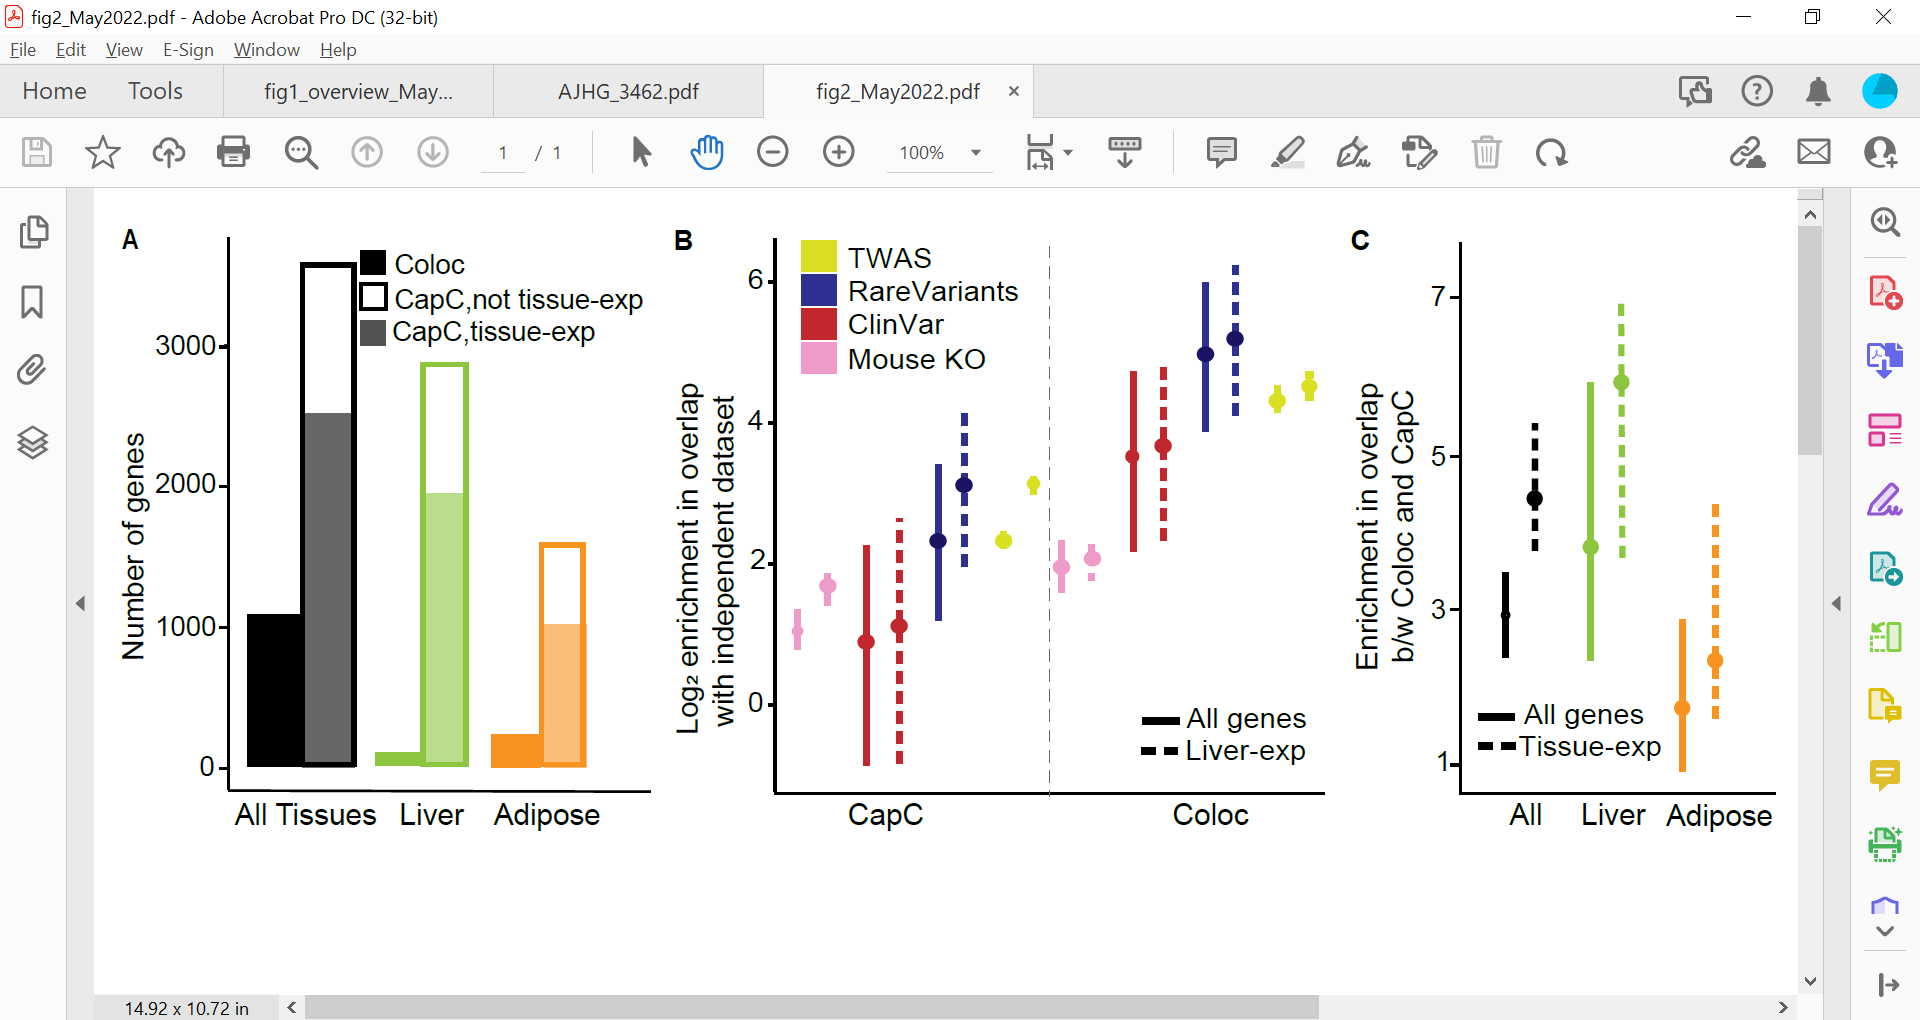 fig2_May2022.pdf - Adobe Acrobat Pro DC (32-bit)
File Edit View E-Sign Window Help
Home Tools fig1_overview_May... AJHG_3462.pdf fig2_May2022.pdf ×
1 / 1 100%
A
Number of genes
3000
2000
1000
0
Coloc
CapC,not tissue-exp
CapC,tissue-exp
All Tissues Liver Adipose
B
Log₂ enrichment in overlap
with independent dataset
6
4
2
0
TWAS
RareVariants
ClinVar
Mouse KO
All genes
Liver-exp
CapC Coloc
C
Enrichment in overlap
b/w Coloc and CapC
7
5
3
1
All genes
Tissue-exp
All Liver Adipose
14.92 x 10.72 in